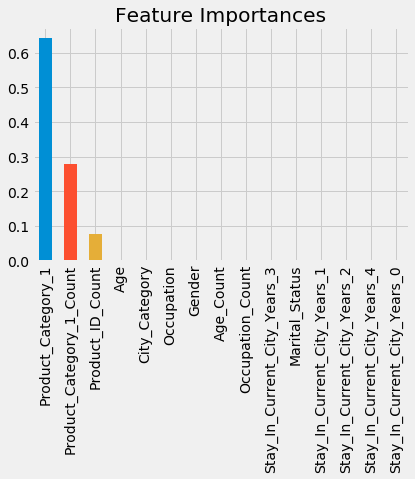 Feature Importances
0.6
0.5
0.4
0.3
0.2
0.1
0.0
Product_Category_1
Product_Category_1_Count
Product_ID_Count
Age
City_Category
Occupation
Gender
Age_Count
Occupation_Count
Stay_In_Current_City_Years_3
Marital_Status
Stay_In_Current_City_Years_1
Stay_In_Current_City_Years_2
Stay_In_Current_City_Years_4
Stay_In_Current_City_Years_0